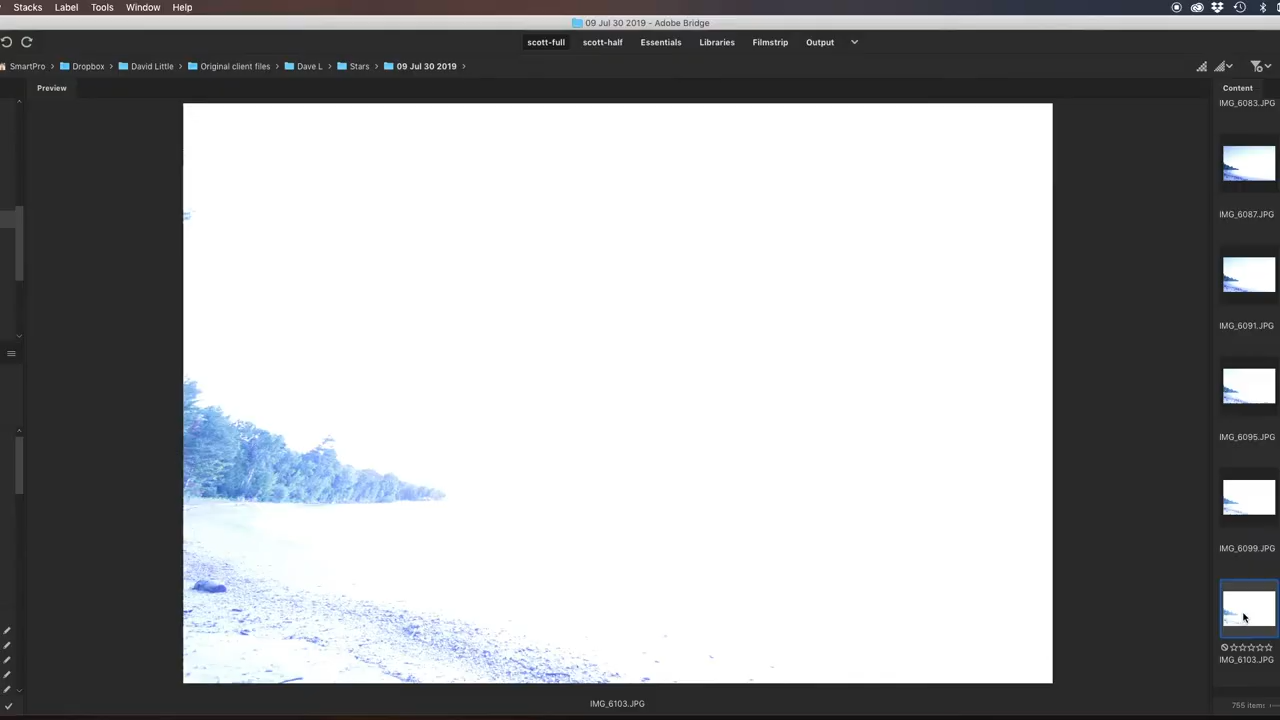 Stacks Label Tools Window Help
09 Jul 30 2019 - Adobe Bridge
scott-full scott-half Essentials Libraries Filmstrip Output
SmartPro Dropbox David Little Original client files Dave L Stars 09 Jul 30 2019
Preview
Content
IMG_6083.JPG
IMG_6087.JPG
IMG_6091.JPG
IMG_6095.JPG
IMG_6099.JPG
IMG_6103.JPG
IMG_6103.JPG
755 items